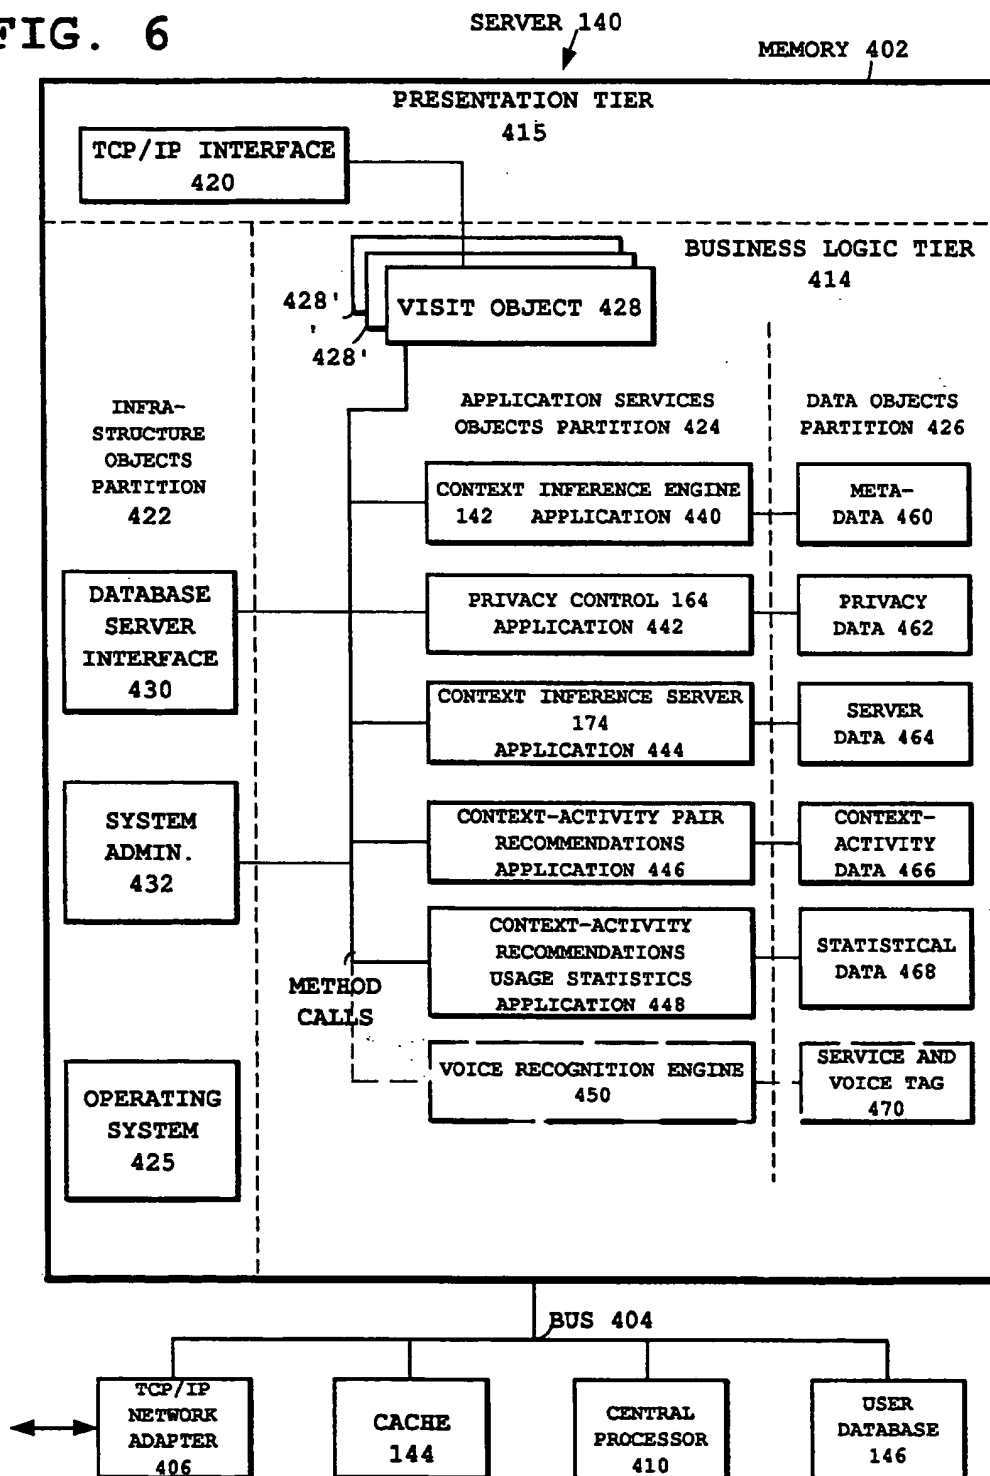 FIG. 6
SERVER 140
MEMORY 402
PRESENTATION TIER
415
TCP/IP INTERFACE
420
BUSINESS LOGIC TIER
414
VISIT OBJECT 428
428'
'
428'
INFRA-
STRUCTURE
OBJECTS
PARTITION
422
APPLICATION SERVICES
OBJECTS PARTITION 424
DATA OBJECTS
PARTITION 426
CONTEXT INFERENCE ENGINE
142 APPLICATION 440
META-
DATA 460
DATABASE
SERVER
INTERFACE
430
PRIVACY CONTROL 164
APPLICATION 442
PRIVACY
DATA 462
CONTEXT INFERENCE SERVER
174
APPLICATION 444
SERVER
DATA 464
SYSTEM
ADMIN.
432
CONTEXT-ACTIVITY PAIR
RECOMMENDATIONS
APPLICATION 446
CONTEXT-
ACTIVITY
DATA 466
CONTEXT-ACTIVITY
RECOMMENDATIONS
USAGE STATISTICS
APPLICATION 448
STATISTICAL
DATA 468
METHOD
CALLS
OPERATING
SYSTEM
425
VOICE RECOGNITION ENGINE
450
SERVICE AND
VOICE TAG
470
BUS 404
TCP/IP
NETWORK
ADAPTER
406
CACHE
144
CENTRAL
PROCESSOR
410
USER
DATABASE
146